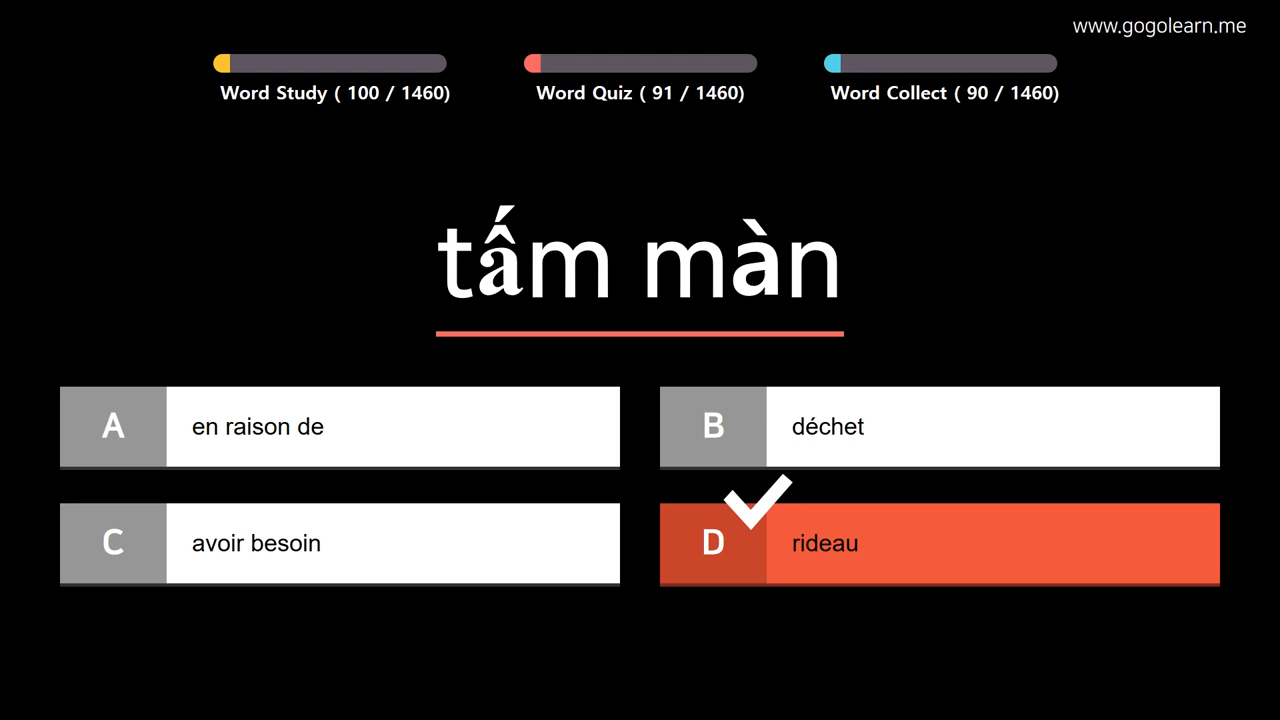 www.gogolearn.me
Word Study ( 100 / 1460)
Word Quiz ( 91 / 1460)
Word Collect ( 90 / 1460)
tấm màn
A en raison de
B déchet
C avoir besoin
D rideau